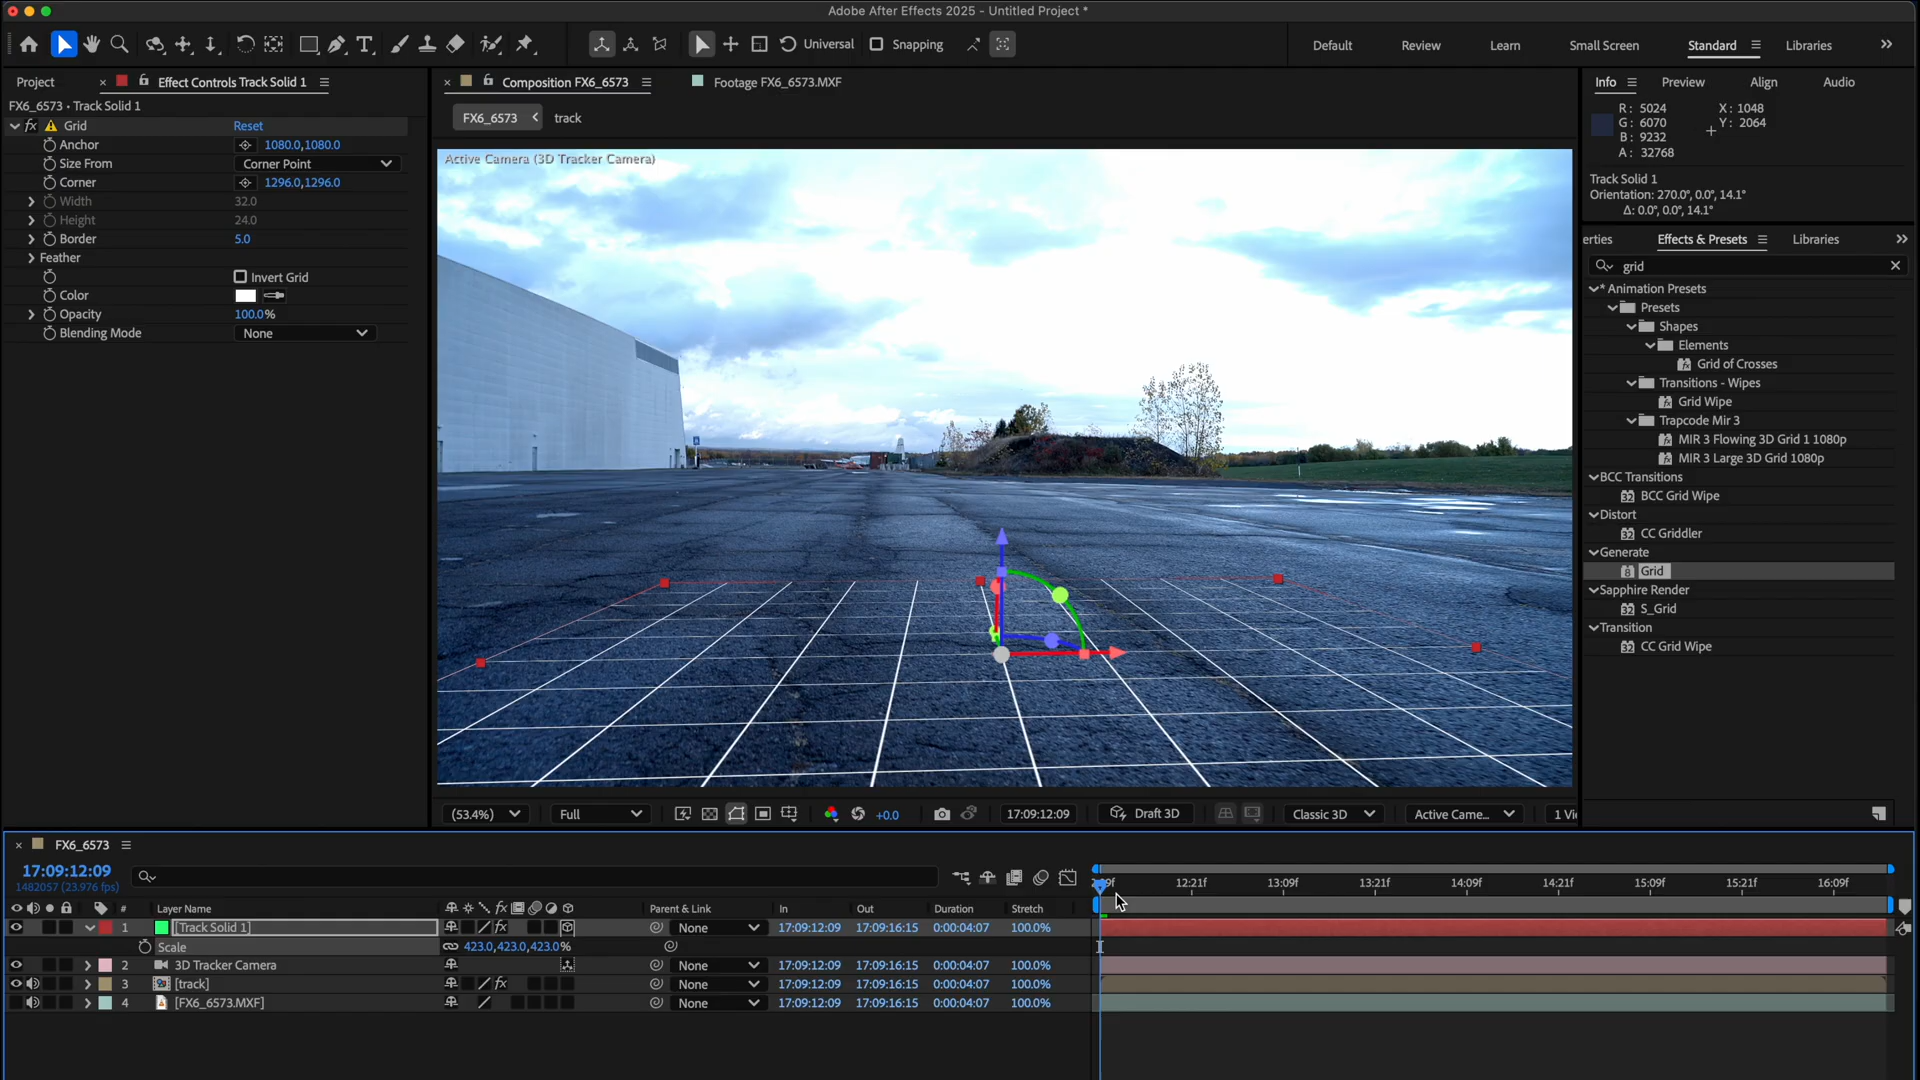 Adobe After Effects 2025 - Untitled Project *
Universal
Snapping
Default
Review
Learn
Small Screen
Standard
Libraries
Project
Effect Controls Track Solid 1
Composition FX6_6573
Footage FX6_6573.MXF
Info
Preview
Align
Audio
FX6_6573 • Track Solid 1
FX6_6573
track
fx Grid Reset
Anchor 1080.0,1080.0
Size From Corner Point
Corner 1296.0,1296.0
Width 32.0
Height 24.0
Border 5.0
Feather
Invert Grid
Color
Opacity 100.0%
Blending Mode None
Active Camera (3D Tracker Camera)
R: 5024
G: 6070
B: 9232
A: 32768
X: 1048
Y: 2064
Track Solid 1
Orientation: 270.0°, 0.0°, 14.1°
Δ: 0.0°, 0.0°, 14.1°
erties
Effects & Presets
Libraries
grid
* Animation Presets
Presets
Shapes
Elements
Grid of Crosses
Transitions - Wipes
Grid Wipe
Trapcode Mir 3
MIR 3 Flowing 3D Grid 1 1080p
MIR 3 Large 3D Grid 1080p
BCC Transitions
BCC Grid Wipe
Distort
CC Griddler
Generate
Grid
Sapphire Render
S_Grid
Transition
CC Grid Wipe
(53.4%)
Full
+0.0
17:09:12:09
Draft 3D
Classic 3D
Active Came...
1 Vi
FX6_6573
17:09:12:09
1482057 (23.976 fps)
12:21f
13:09f
13:21f
14:09f
14:21f
15:09f
15:21f
16:09f
# Layer Name Parent & Link In Out Duration Stretch
1 [Track Solid 1] fx None 17:09:12:09 17:09:16:15 0:00:04:07 100.0%
Scale 423.0,423.0,423.0%
2 3D Tracker Camera None 17:09:12:09 17:09:16:15 0:00:04:07 100.0%
3 [track] fx None 17:09:12:09 17:09:16:15 0:00:04:07 100.0%
4 [FX6_6573.MXF] None 17:09:12:09 17:09:16:15 0:00:04:07 100.0%